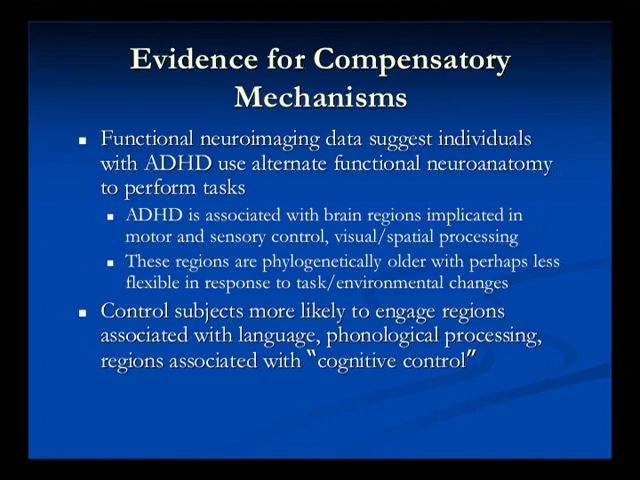 Evidence for Compensatory
Mechanisms
Functional neuroimaging data suggest individuals
with ADHD use alternate functional neuroanatomy
to perform tasks
ADHD is associated with brain regions implicated in
motor and sensory control, visual/spatial processing
These regions are phylogenetically older with perhaps less
flexible in response to task/environmental changes
Control subjects more likely to engage regions
associated with language, phonological processing,
regions associated with “cognitive control”